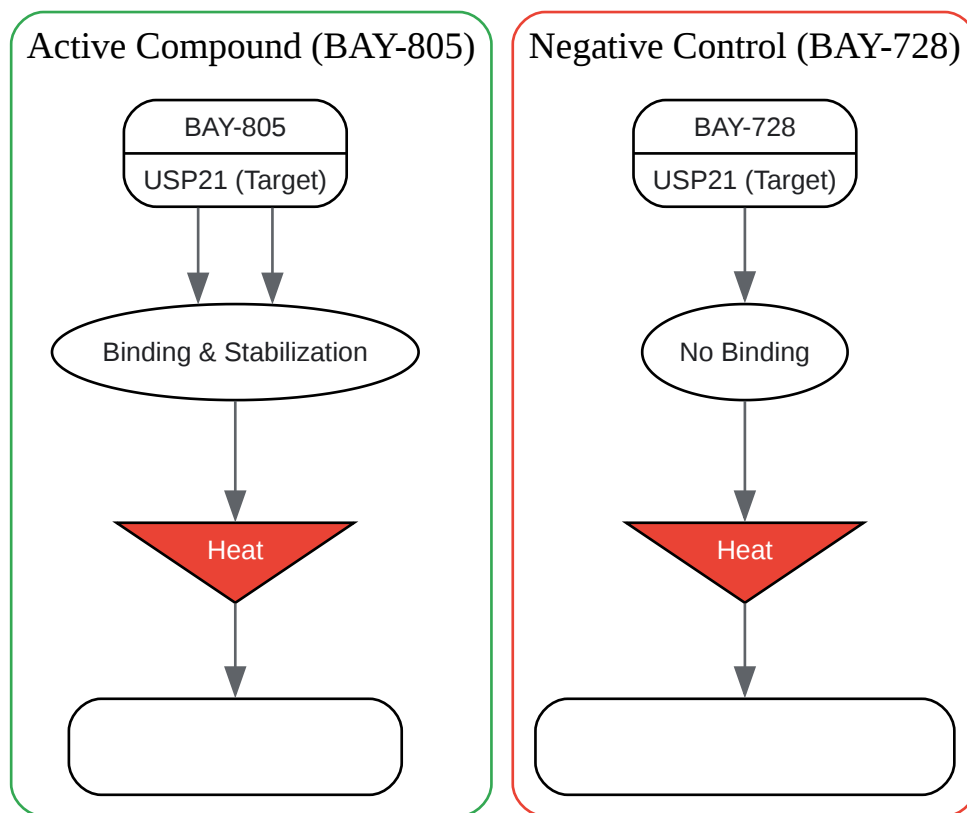 Active Compound (BAY-805)
BAY-805
USP21 (Target)
Binding & Stabilization
Heat
Negative Control (BAY-728)
BAY-728
USP21 (Target)
No Binding
Heat